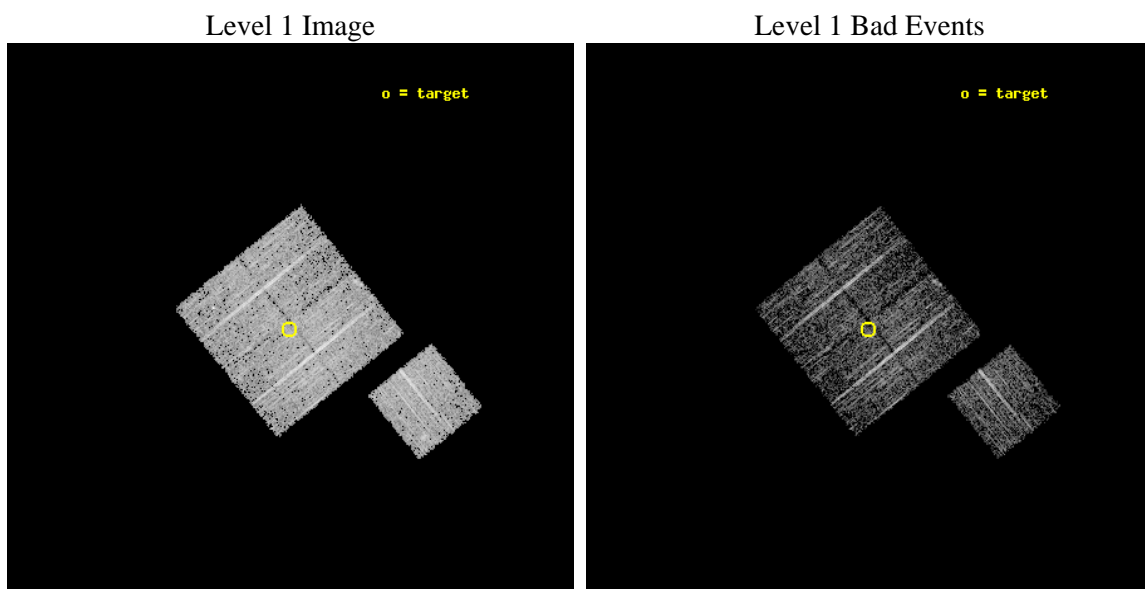 Level 1 Image
Level 1 Bad Events
o = target
o = target